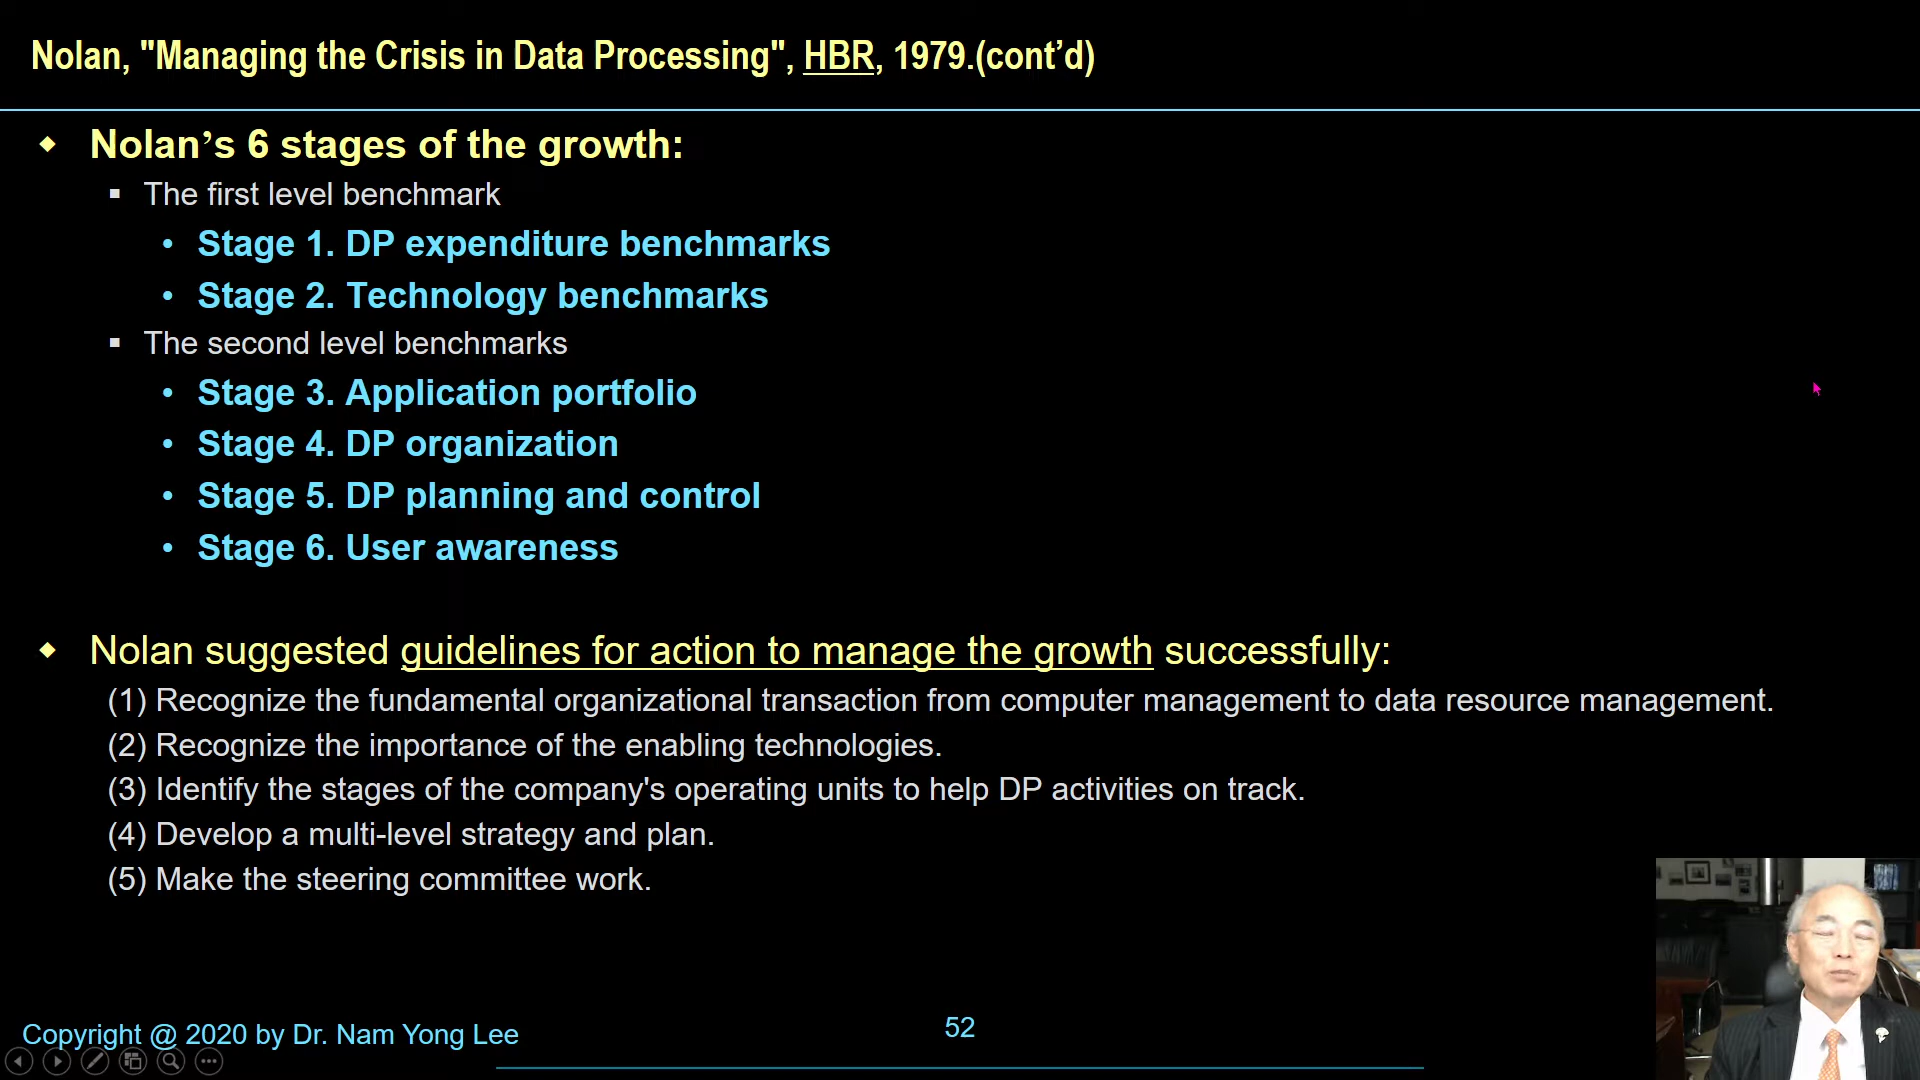 Nolan, "Managing the Crisis in Data Processing", HBR, 1979.(cont’d)
Nolan’s 6 stages of the growth:
The first level benchmark
Stage 1. DP expenditure benchmarks
Stage 2. Technology benchmarks
The second level benchmarks
Stage 3. Application portfolio
Stage 4. DP organization
Stage 5. DP planning and control
Stage 6. User awareness
Nolan suggested guidelines for action to manage the growth successfully:
(1) Recognize the fundamental organizational transaction from computer management to data resource management.
(2) Recognize the importance of the enabling technologies.
(3) Identify the stages of the company's operating units to help DP activities on track.
(4) Develop a multi-level strategy and plan.
(5) Make the steering committee work.
Copyright @ 2020 by Dr. Nam Yong Lee
52